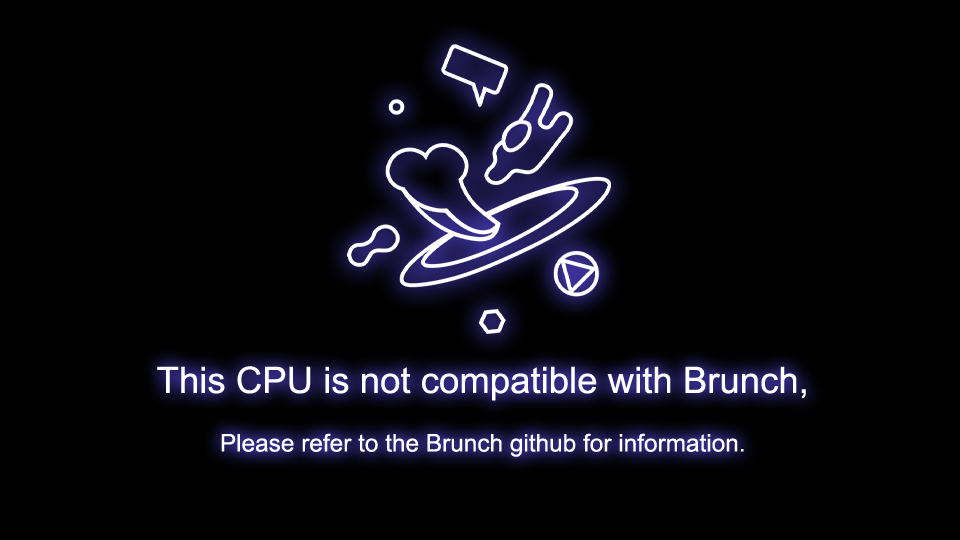 This CPU is not compatible with Brunch,
Please refer to the Brunch github for information.